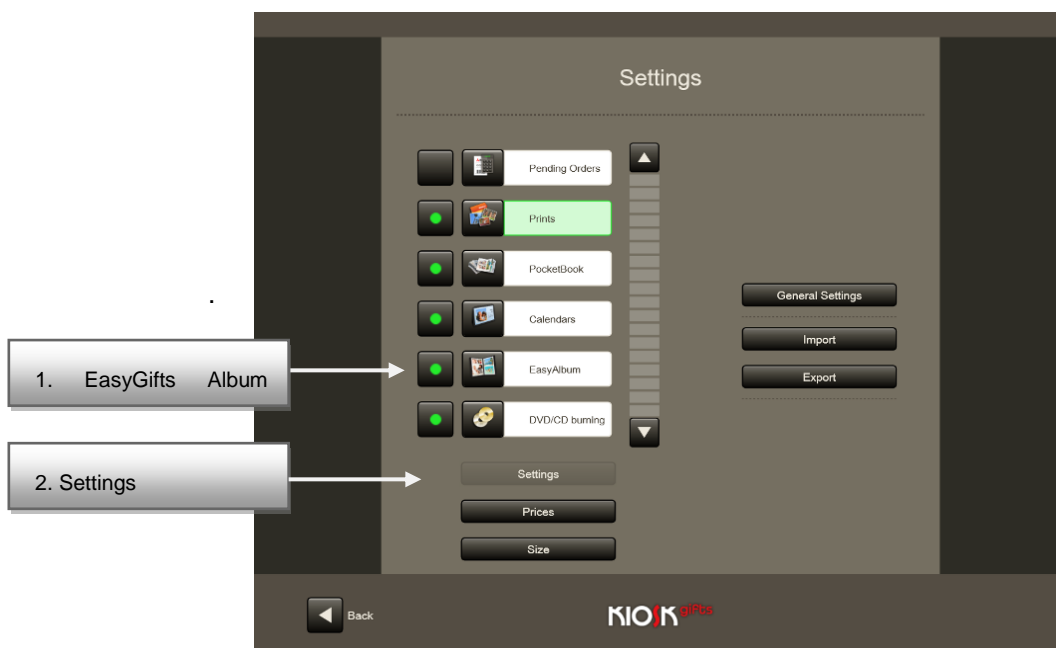 Settings
Pending Orders
Prints
PocketBook
.
Calendars
General Settings
Import
1. EasyGifts Album
EasyAlbum
Export
DVD/CD burning
2. Settings
Settings
Prices
Size
Back
KIOSK gifts